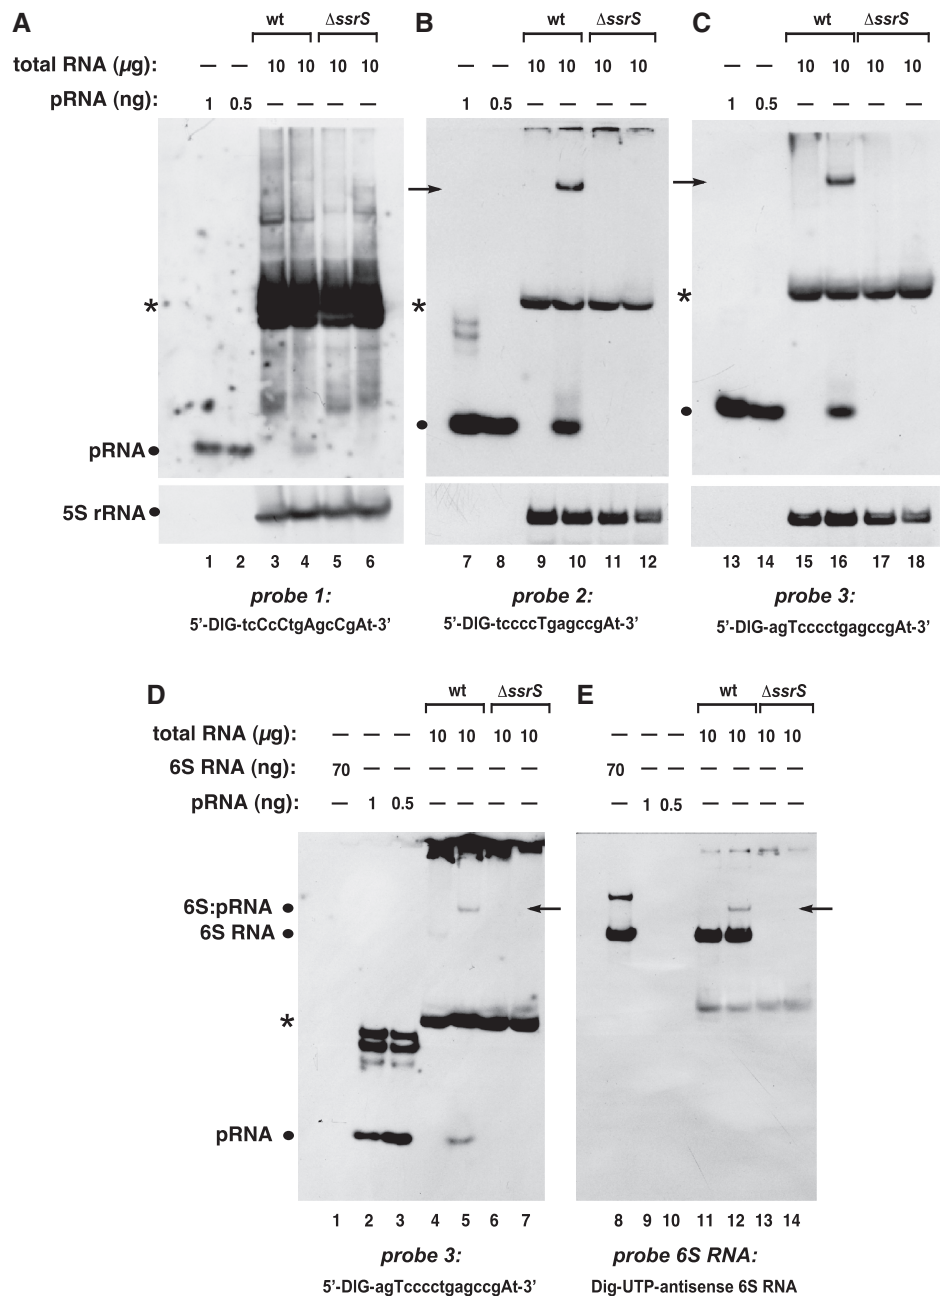 A wt ΔssrS B wt ΔssrS C wt ΔssrS
total RNA (µg): — — 10 10 10 10 — — 10 10 10 10 — — 10 10 10 10
pRNA (ng): 1 0.5 — — — — 1 0.5 — — — — 1 0.5 — — — —
* * *
pRNA
5S rRNA
1 2 3 4 5 6 7 8 9 10 11 12 13 14 15 16 17 18
probe 1: probe 2: probe 3:
5’-DIG-tcCcCtgAgcCgAt-3’ 5’-DIG-tccccTgagccgAt-3’ 5’-DIG-agTcccctgagccgAt-3’
D wt ΔssrS E wt ΔssrS
total RNA (µg): — — — 10 10 10 10 — — — 10 10 10 10
6S RNA (ng): 70 — — — — — — 70 — — — — — —
pRNA (ng): — 1 0.5 — — — — — 1 0.5 — — — —
6S:pRNA
6S RNA
*
pRNA
1 2 3 4 5 6 7 8 9 10 11 12 13 14
probe 3: probe 6S RNA:
5’-DIG-agTcccctgagccgAt-3’ Dig-UTP-antisense 6S RNA